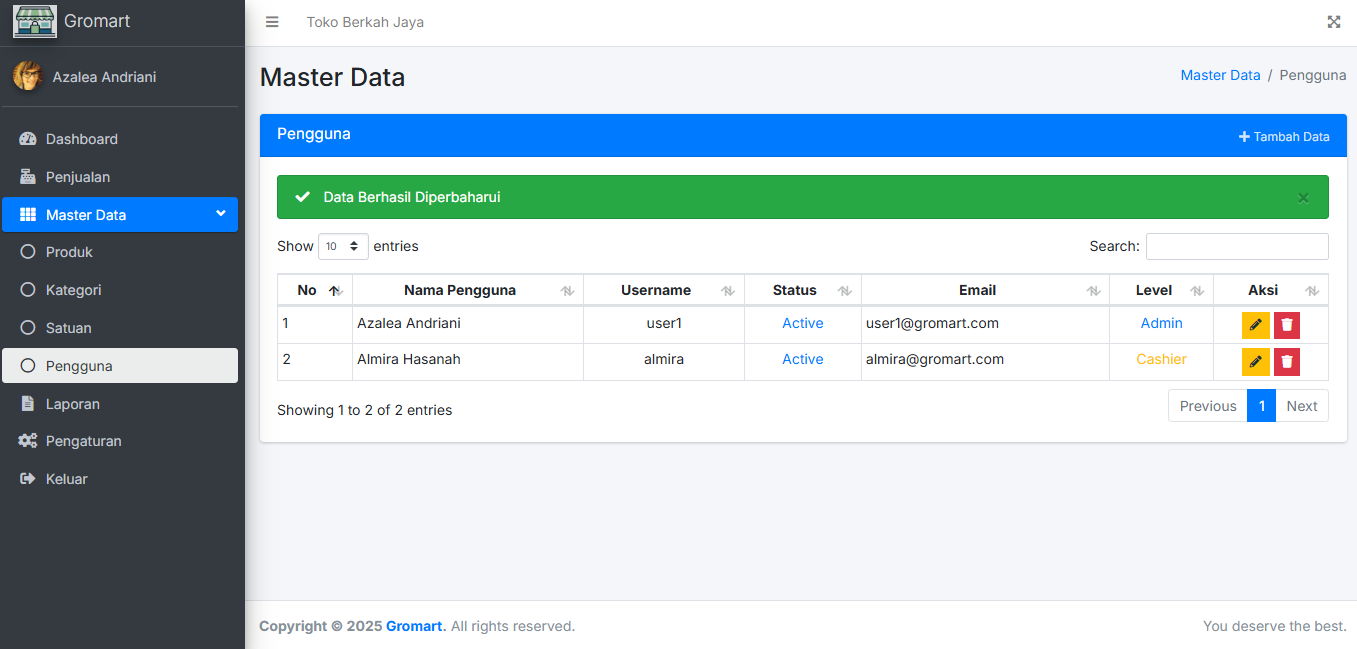 Gromart
Toko Berkah Jaya
Azalea Andriani
Dashboard
Penjualan
Master Data
Produk
Kategori
Satuan
Pengguna
Laporan
Pengaturan
Keluar
Master Data
Master Data / Pengguna
Pengguna
Tambah Data
Data Berhasil Diperbaharui ×
Show 10 entries
Search:
No Nama Pengguna Username Status Email Level Aksi
1 Azalea Andriani user1 Active user1@gromart.com Admin
2 Almira Hasanah almira Active almira@gromart.com Cashier
Showing 1 to 2 of 2 entries
Previous 1 Next
Copyright © 2025 Gromart. All rights reserved.
You deserve the best.